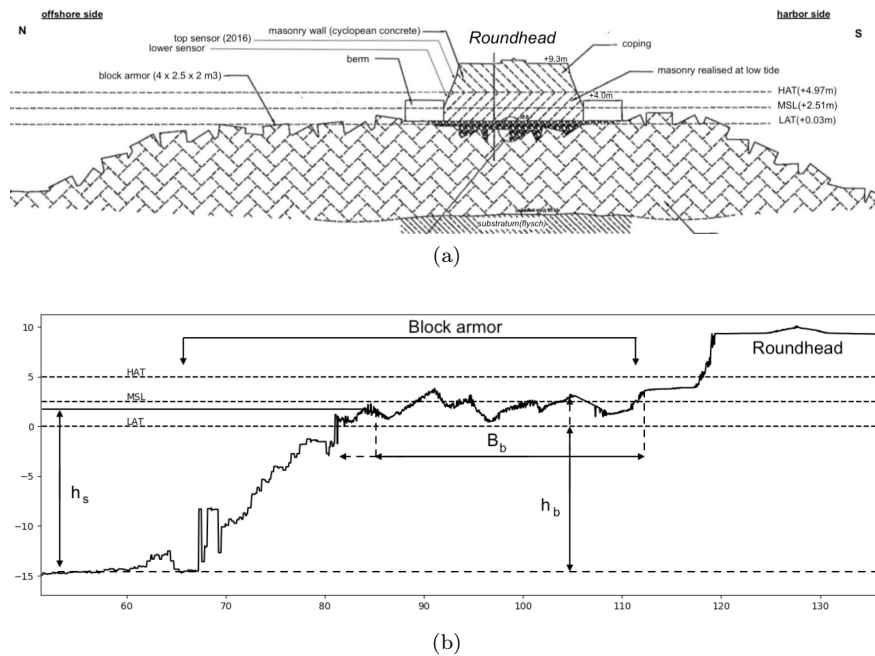 offshore side
harbor side
N
S
masonry wall (cyclopean concrete)
top sensor (2016)
lower sensor
berm
block armor (4 x 2.5 x 2 m3)
Roundhead
coping
+9.3m
masonry realised at low tide
+4.0m
HAT(+4.97m)
MSL(+2.51m)
LAT(+0.03m)
substratum(flysch)
(a)
10
5
0
−5
−10
−15
Block armor
Roundhead
HAT
MSL
LAT
B_b
h_s
h_b
60 70 80 90 100 110 120 130
(b)